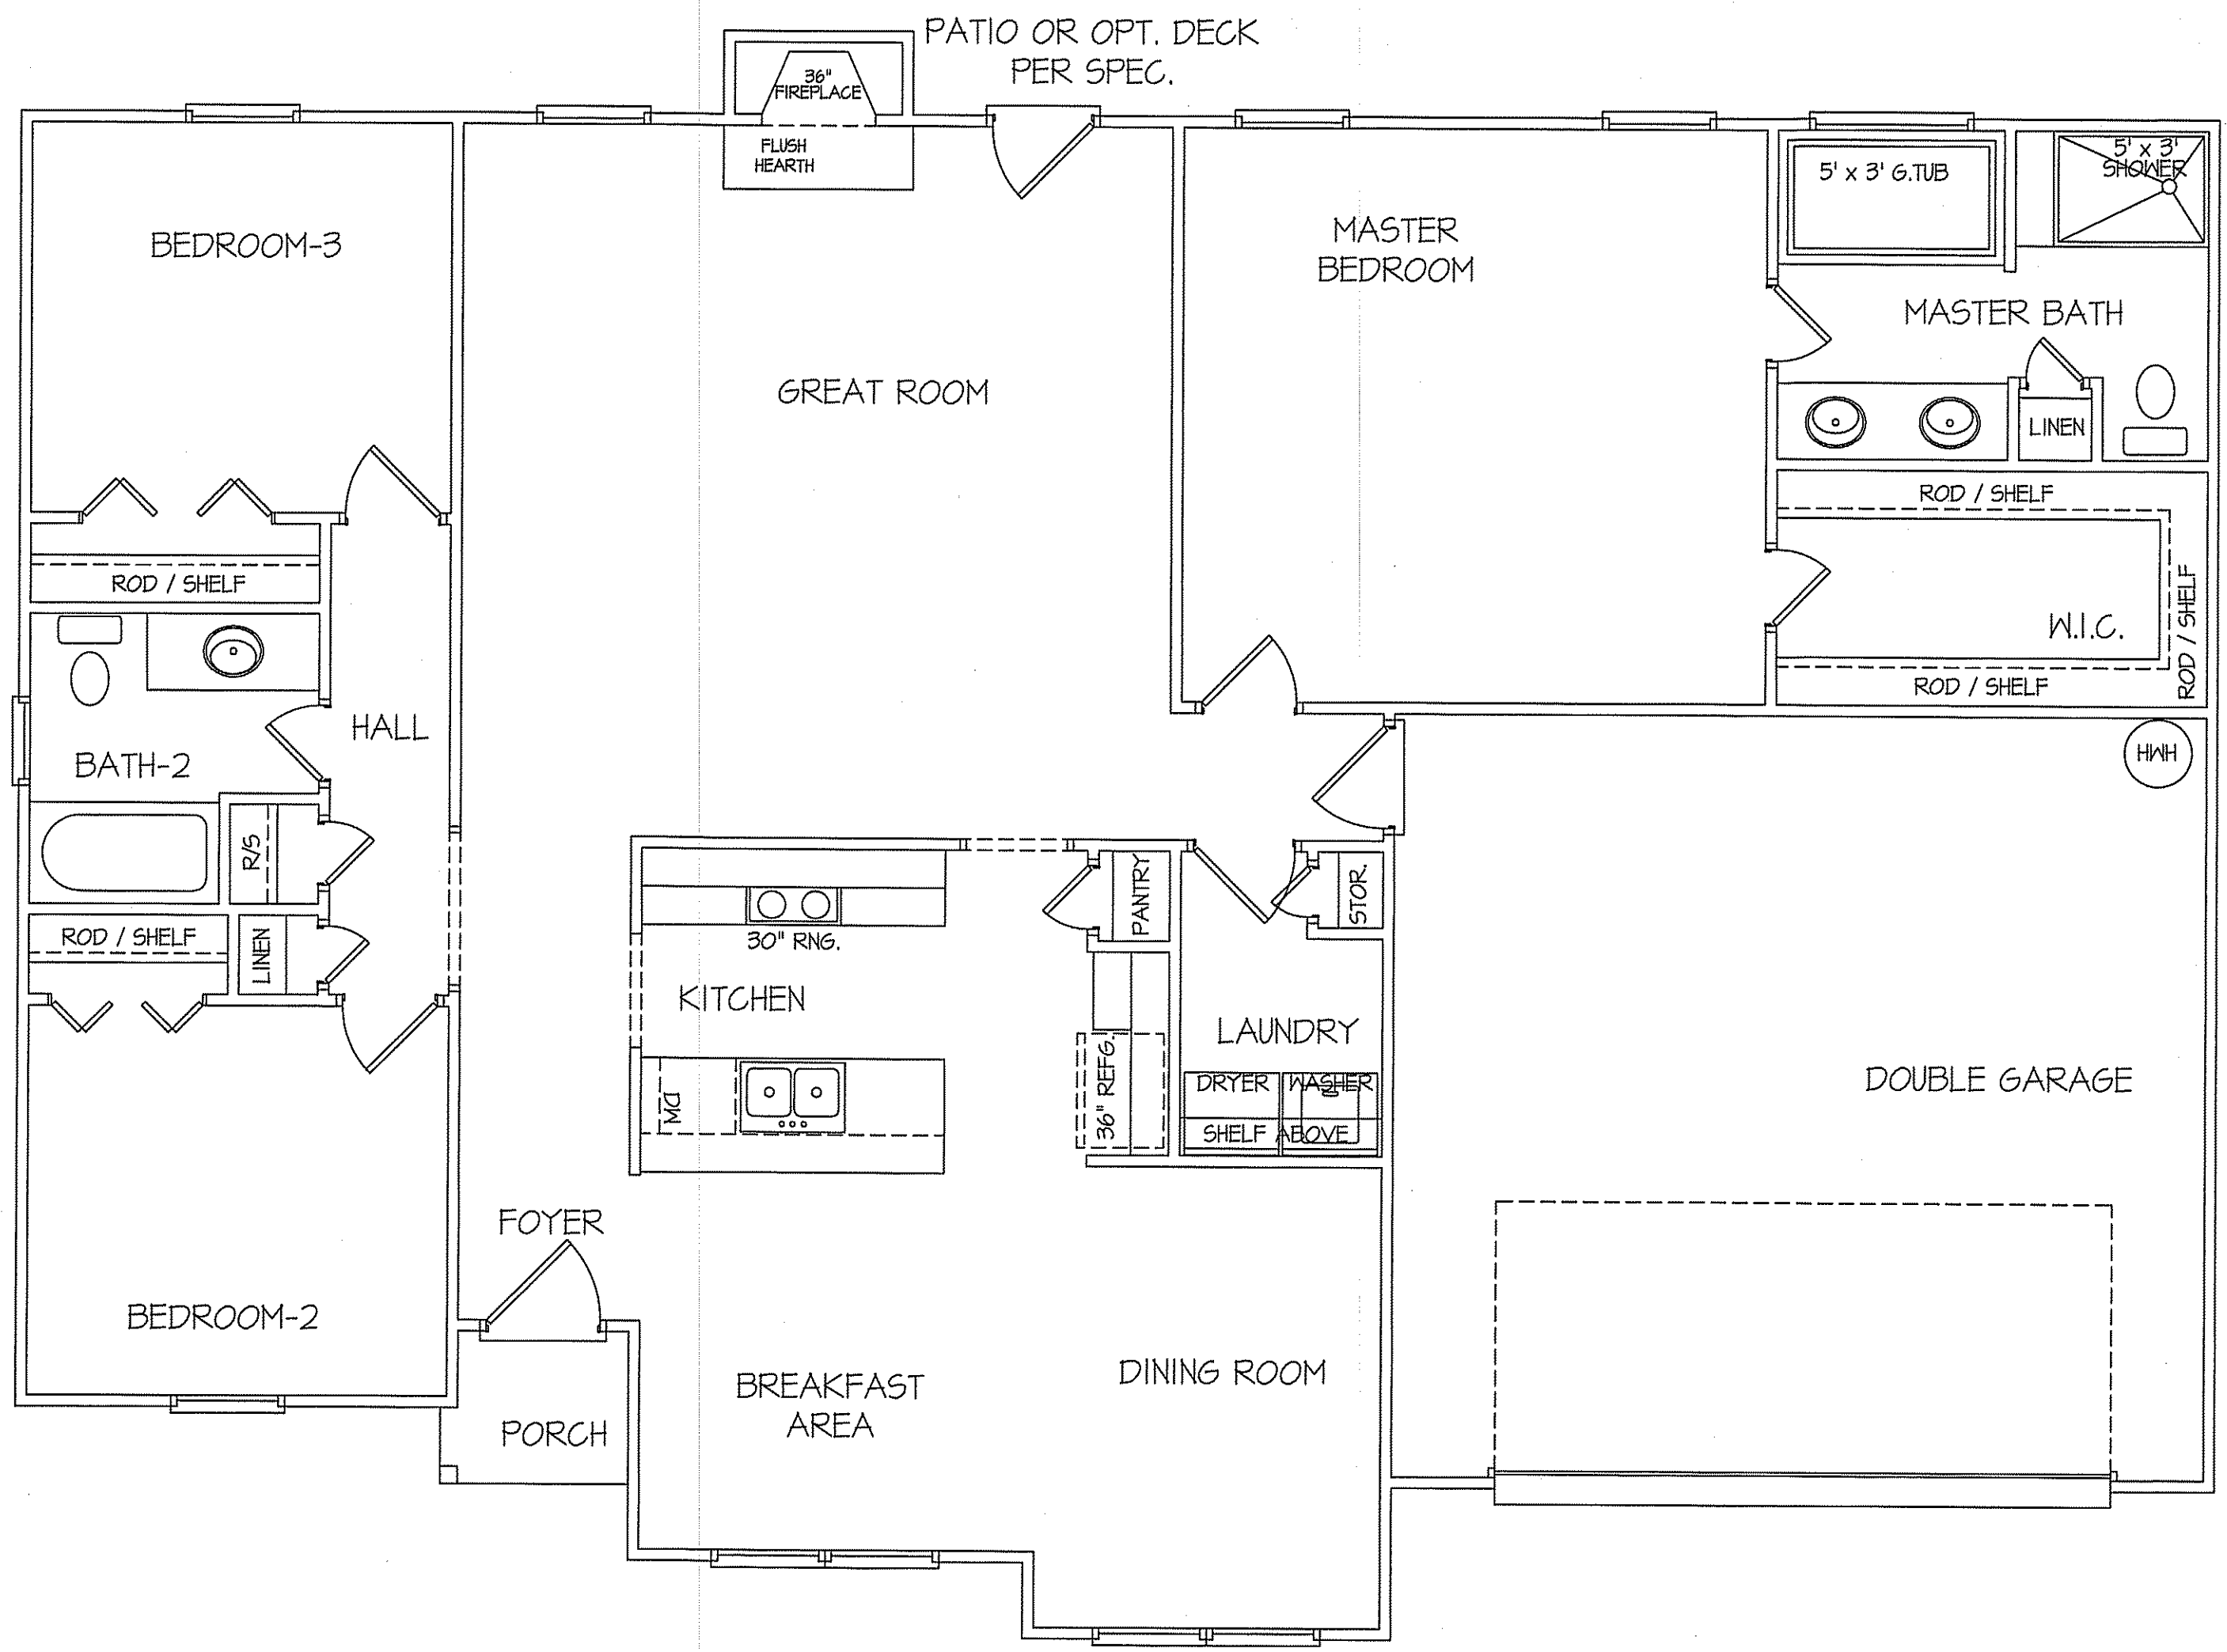 PATIO OR OPT. DECK
PER SPEC.
36"
FIREPLACE
FLUSH
HEARTH
5' x 3' G.TUB
5' x 3'
SHOWER
BEDROOM-3
MASTER
BEDROOM
MASTER BATH
GREAT ROOM
LINEN
ROD / SHELF
ROD / SHELF
ROD / SHELF
W.I.C.
ROD / SHELF
HALL
BATH-2
HWH
R/S
PANTRY
STOR.
ROD / SHELF
LINEN
30" RNG.
KITCHEN
LAUNDRY
DOUBLE GARAGE
DW
36" REFG.
DRYER
WASHER
SHELF ABOVE
FOYER
BEDROOM-2
BREAKFAST
AREA
DINING ROOM
PORCH